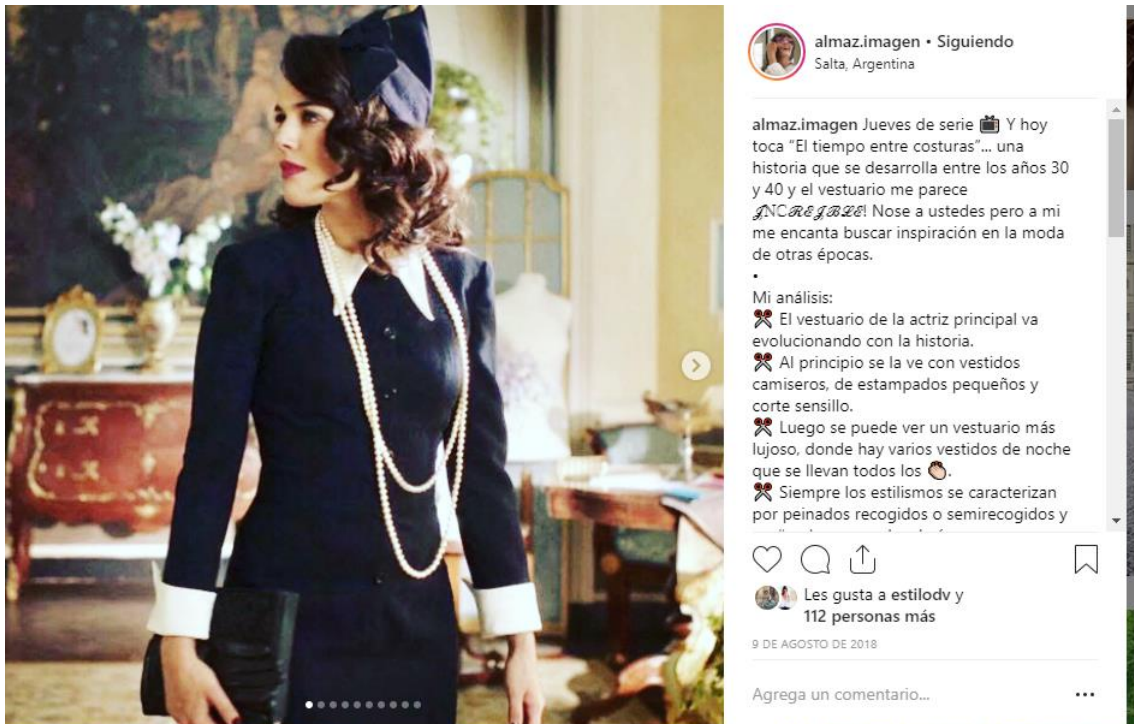 almaz.imagen • Siguiendo
Salta, Argentina
almaz.imagen Jueves de serie 📺 Y hoy
toca “El tiempo entre costuras”... una
historia que se desarrolla entre los años 30
y 40 y el vestuario me parece
𝒥NC𝓡𝓔𝒥𝓑𝓛𝓔! Nose a ustedes pero a mi
me encanta buscar inspiración en la moda
de otras épocas.
•
Mi análisis:
✂ El vestuario de la actriz principal va
evolucionando con la historia.
✂ Al principio se la ve con vestidos
camiseros, de estampados pequeños y
corte sensillo.
✂ Luego se puede ver un vestuario más
lujoso, donde hay varios vestidos de noche
que se llevan todos los 👏.
✂ Siempre los estilismos se caracterizan
por peinados recogidos o semirecogidos y
Les gusta a estilodv y
112 personas más
9 DE AGOSTO DE 2018
Agrega un comentario...